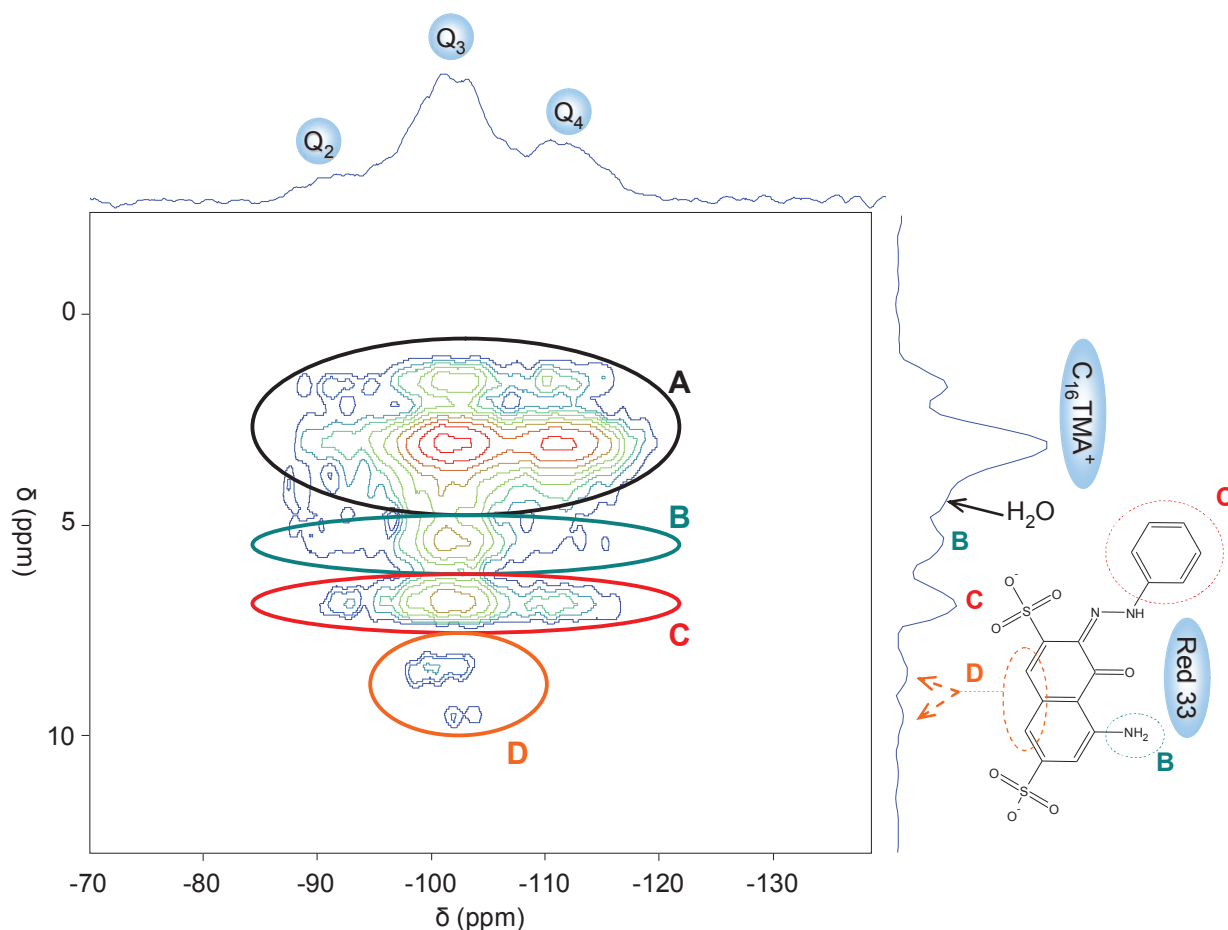 Q3
Q2
Q4
0
5
10
δ (ppm)
A
B
C
D
-70
-80
-90
-100
-110
-120
-130
δ (ppm)
C16TMA+
H2O
B
C
D
C
O-
O
S
O
N
NH
O
NH2
B
O
S
O-
O
Red 33